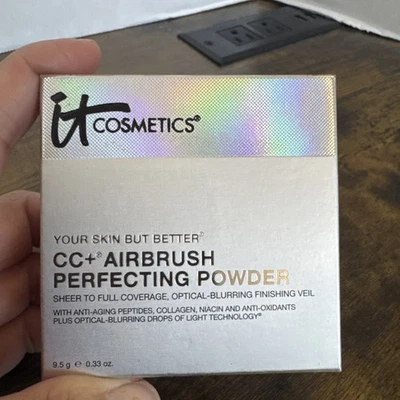 it COSMETICS®
YOUR SKIN BUT BETTER™
CC+® AIRBRUSH
PERFECTING POWDER
SHEER TO FULL COVERAGE, OPTICAL-BLURRING FINISHING VEIL
WITH ANTI-AGING PEPTIDES, COLLAGEN, NIACIN AND ANTI-OXIDANTS
PLUS OPTICAL-BLURRING DROPS OF LIGHT TECHNOLOGY®
9.5 g ℮ 0.33 oz.